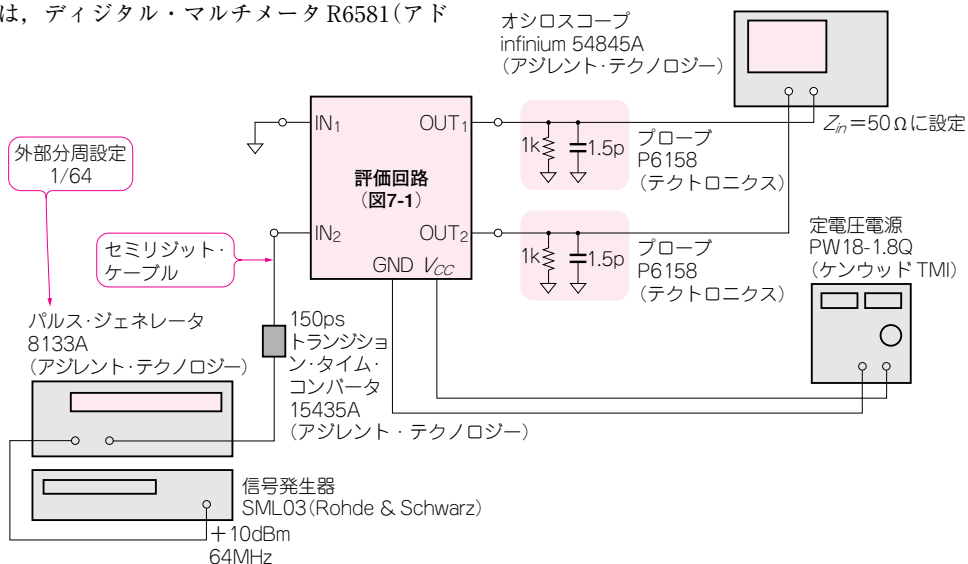 は，ディジタル・マルチメータ R6581(アド
オシロスコープ
infinium 54845A
(アジレント・テクノロジー)
Zin＝50Ωに設定
IN1
OUT1
1k
1.5p
プローブ
P6158
(テクトロニクス)
外部分周設定
1/64
評価回路
(図7-1)
セミリジット・
ケーブル
IN2
OUT2
GND VCC
1k
1.5p
プローブ
P6158
(テクトロニクス)
定電圧電源
PW18-1.8Q
(ケンウッド TMI)
パルス・ジェネレータ
8133A
(アジレント・テクノロジー)
150ps
トランジショ
ン・タイム・
コンバータ
15435A
(アジレント・テクノロジー)
信号発生器
SML03(Rohde & Schwarz)
＋10dBm
64MHz